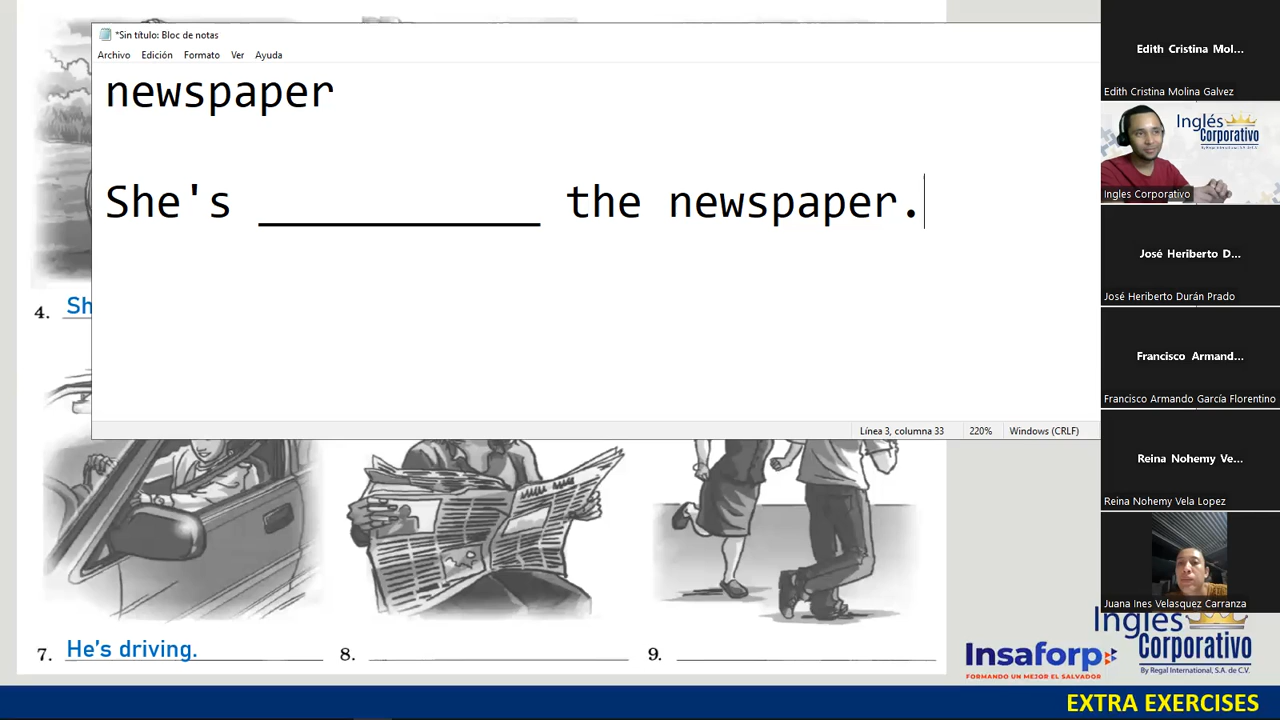 *Sin título: Bloc de notas
Archivo Edición Formato Ver Ayuda
newspaper
She's ___________ the newspaper.
Línea 3, columna 33 220% Windows (CRLF)
4. Sh
7. He's driving.
8.
9.
Edith Cristina Mol...
Edith Cristina Molina Galvez
Inglés
Corporativo
By Regal International, S.A. de C.V.
Ingles Corporativo
José Heriberto D...
José Heriberto Durán Prado
Francisco Armand...
Francisco Armando García Florentino
Reina Nohemy Ve...
Reina Nohemy Vela Lopez
Juana Ines Velasquez Carranza
Insaforp
FORMANDO UN MEJOR EL SALVADOR
Inglés
Corporativo
By Regal International, S.A. de C.V.
EXTRA EXERCISES